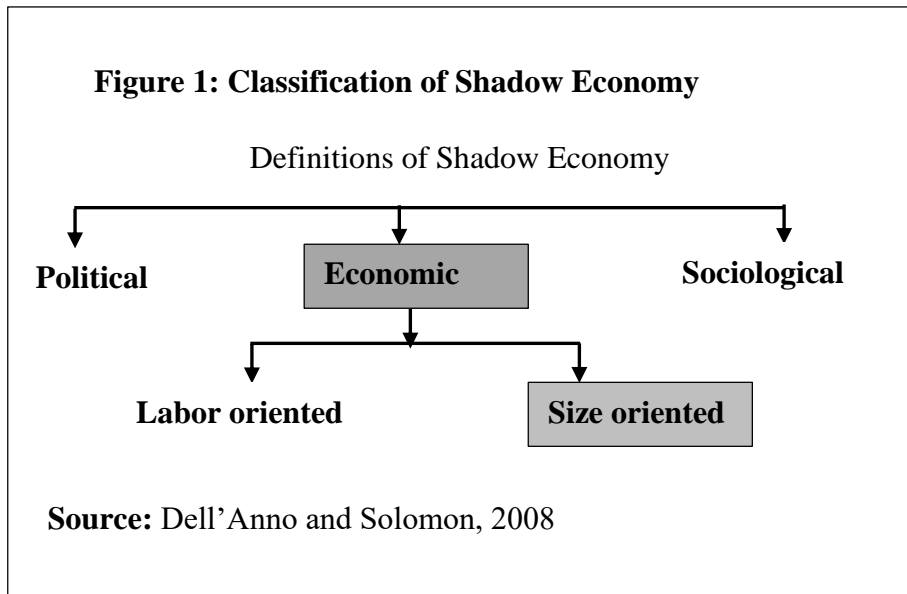 Figure 1: Classification of Shadow Economy
Definitions of Shadow Economy
Political
Economic
Sociological
Labor oriented
Size oriented
Source: Dell’Anno and Solomon, 2008